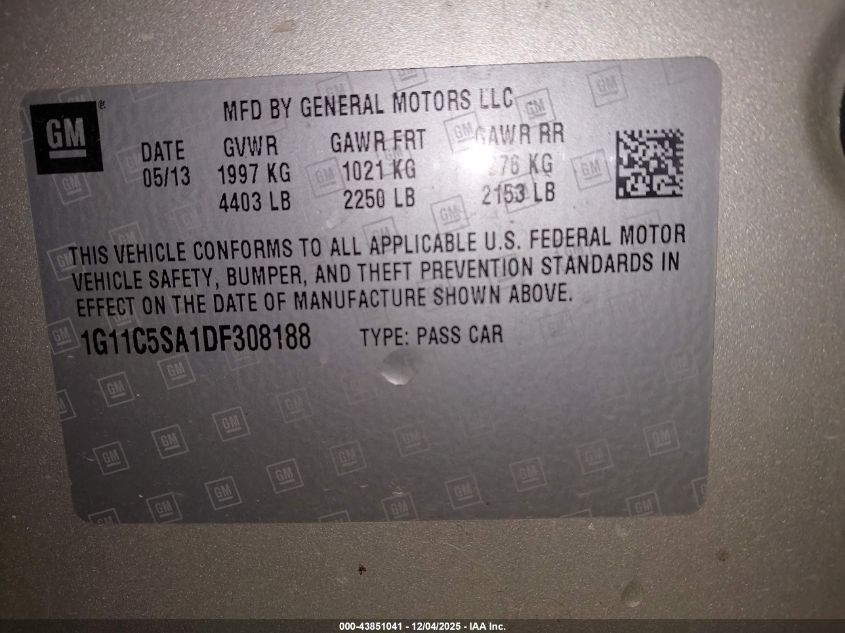 GM
®
MFD BY GENERAL MOTORS LLC
DATE GVWR GAWR FRT GAWR RR
05/13 1997 KG 1021 KG 76 KG
4403 LB 2250 LB 2153 LB
THIS VEHICLE CONFORMS TO ALL APPLICABLE U.S. FEDERAL MOTOR
VEHICLE SAFETY, BUMPER, AND THEFT PREVENTION STANDARDS IN
EFFECT ON THE DATE OF MANUFACTURE SHOWN ABOVE.
1G11C5SA1DF308188 TYPE: PASS CAR
000-43851041 - 12/04/2025 - IAA Inc.